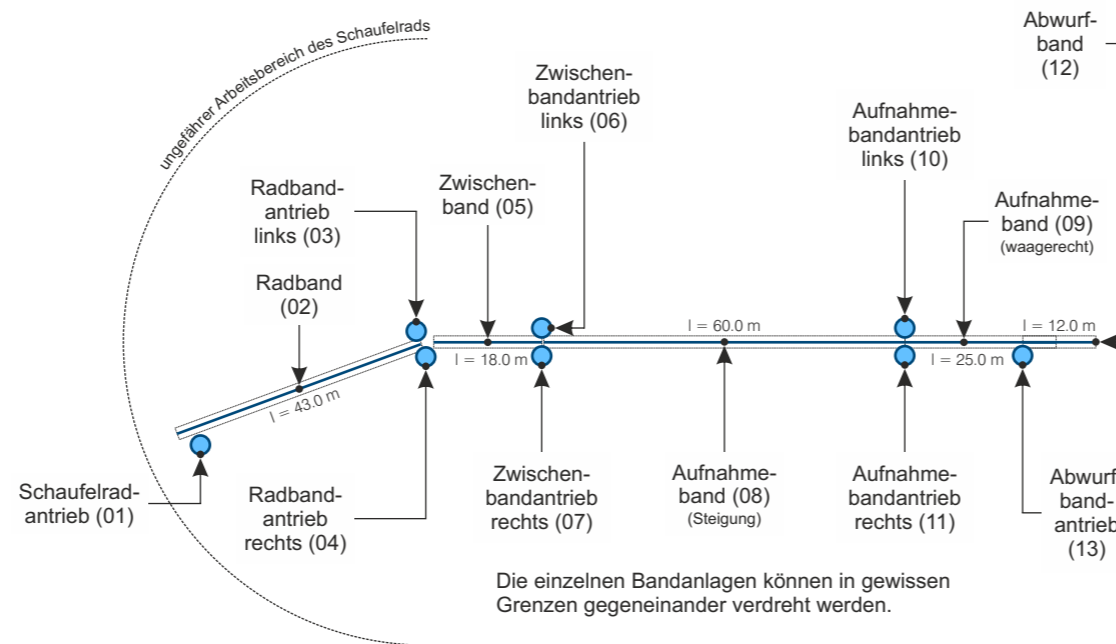 ungefährer Arbeitsbereich des Schaufelrads
Abwurf-
band
(12)
Zwischen-
bandantrieb
links (06)
Aufnahme-
bandantrieb
links (10)
Radband-
antrieb
links (03)
Zwischen-
band (05)
Aufnahme-
band (09)
(waagerecht)
Radband
(02)
l = 60.0 m
l = 12.0 m
l = 18.0 m
l = 25.0 m
l = 43.0 m
Schaufelrad-
antrieb (01)
Radband-
antrieb
rechts (04)
Zwischen-
bandantrieb
rechts (07)
Aufnahme-
band (08)
(Steigung)
Aufnahme-
bandantrieb
rechts (11)
Abwurf
band-
antrieb
(13)
Die einzelnen Bandanlagen können in gewissen
Grenzen gegeneinander verdreht werden.